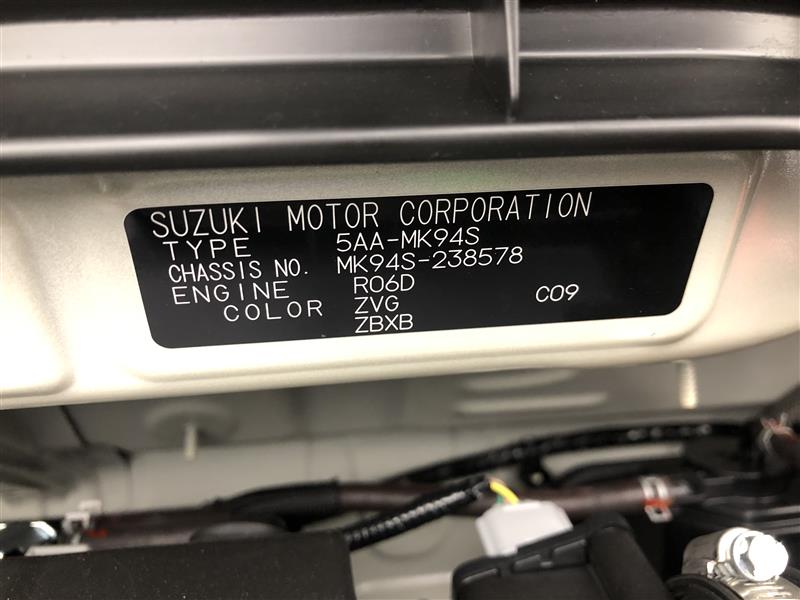 SUZUKI MOTOR CORPORATION
TYPE 5AA-MK94S
CHASSIS NO. MK94S-238578
ENGINE R06D
COLOR ZVG C09
ZBXB